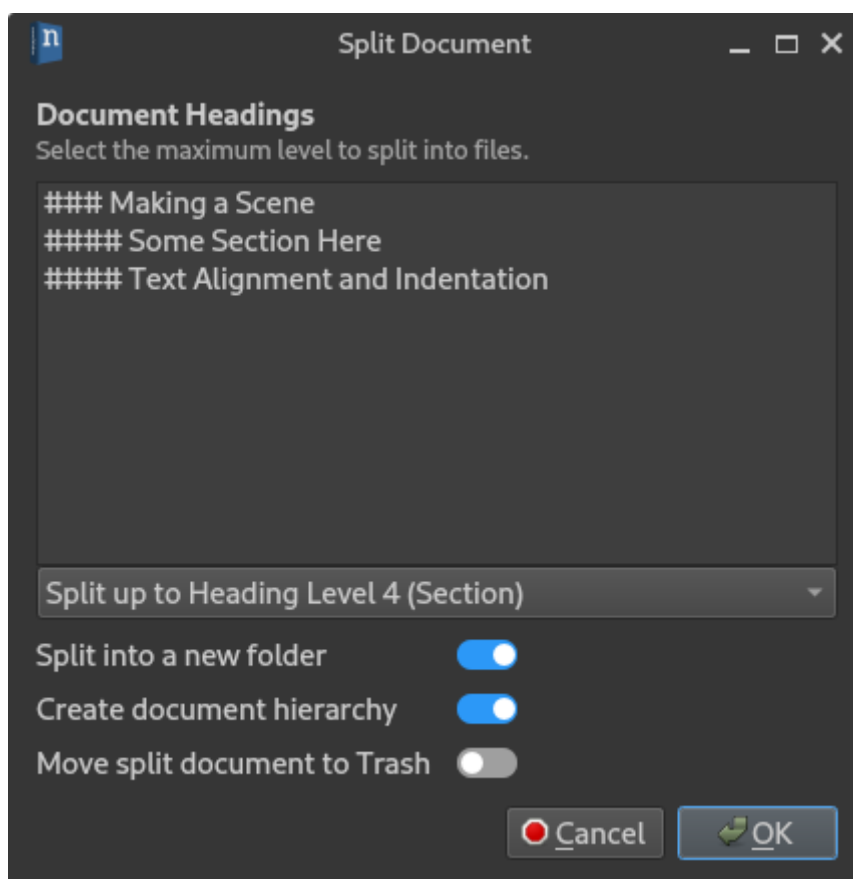 n
Split Document
Document Headings
Select the maximum level to split into files.
### Making a Scene
#### Some Section Here
#### Text Alignment and Indentation
Split up to Heading Level 4 (Section)
Split into a new folder
Create document hierarchy
Move split document to Trash
Cancel OK